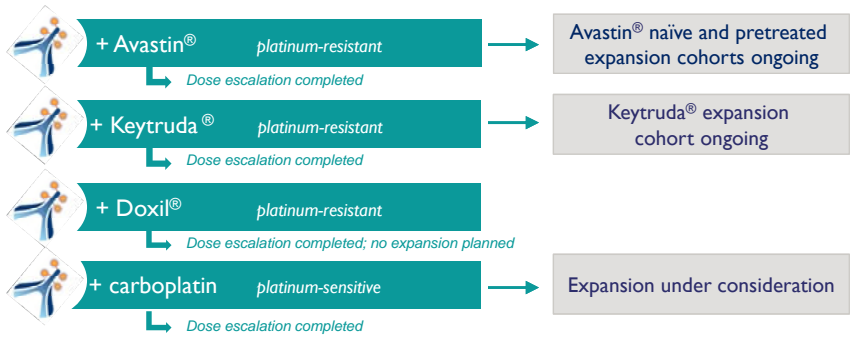 + Avastin® platinum-resistant
Avastin® naïve and pretreated
expansion cohorts ongoing
Dose escalation completed
+ Keytruda ® platinum-resistant
Keytruda® expansion
cohort ongoing
Dose escalation completed
+ Doxil® platinum-resistant
Dose escalation completed; no expansion planned
+ carboplatin platinum-sensitive
Expansion under consideration
Dose escalation completed